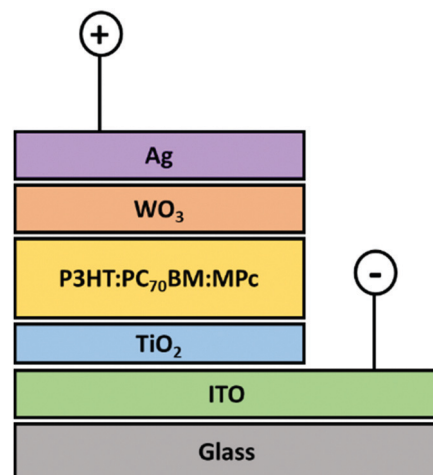 +
Ag
WO₃
P3HT:PC₇₀BM:MPc
-
TiO₂
ITO
Glass